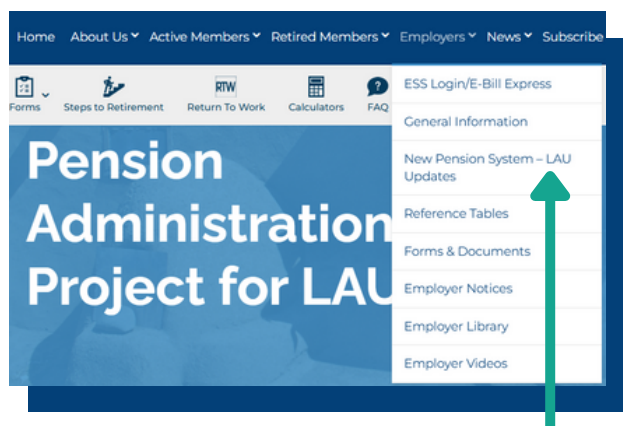 Home About Us Active Members Retired Members Employers News Subscribe
Forms Steps to Retirement RTW Return To Work Calculators ? FAQ
ESS Login/E-Bill Express
General Information
New Pension System – LAU
Updates
Reference Tables
Forms & Documents
Employer Notices
Employer Library
Employer Videos
Pension
Administration
Project for LAU